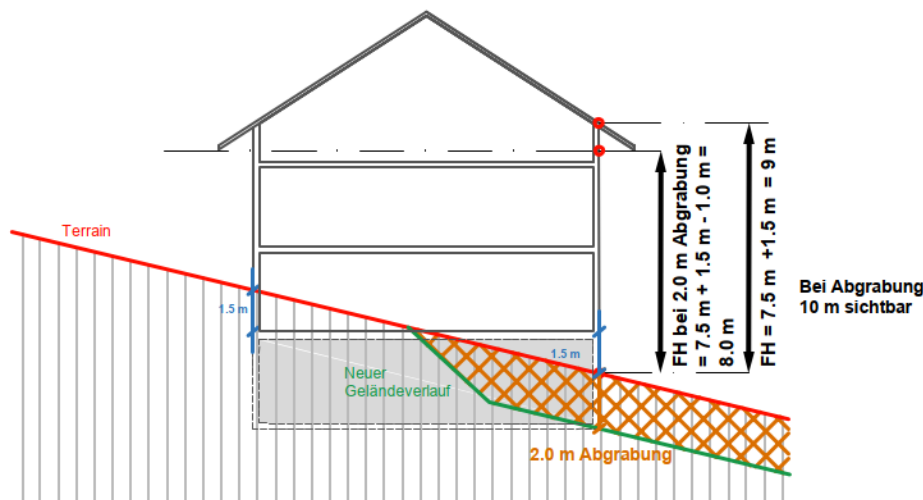 Terrain
1.5 m
1.5 m
Neuer
Geländeverlauf
2.0 m Abgrabung
FH bei 2.0 m Abgrabung
= 7.5 m + 1.5 m - 1.0 m =
8.0 m
FH = 7.5 m +1.5 m = 9 m
Bei Abgrabung
10 m sichtbar